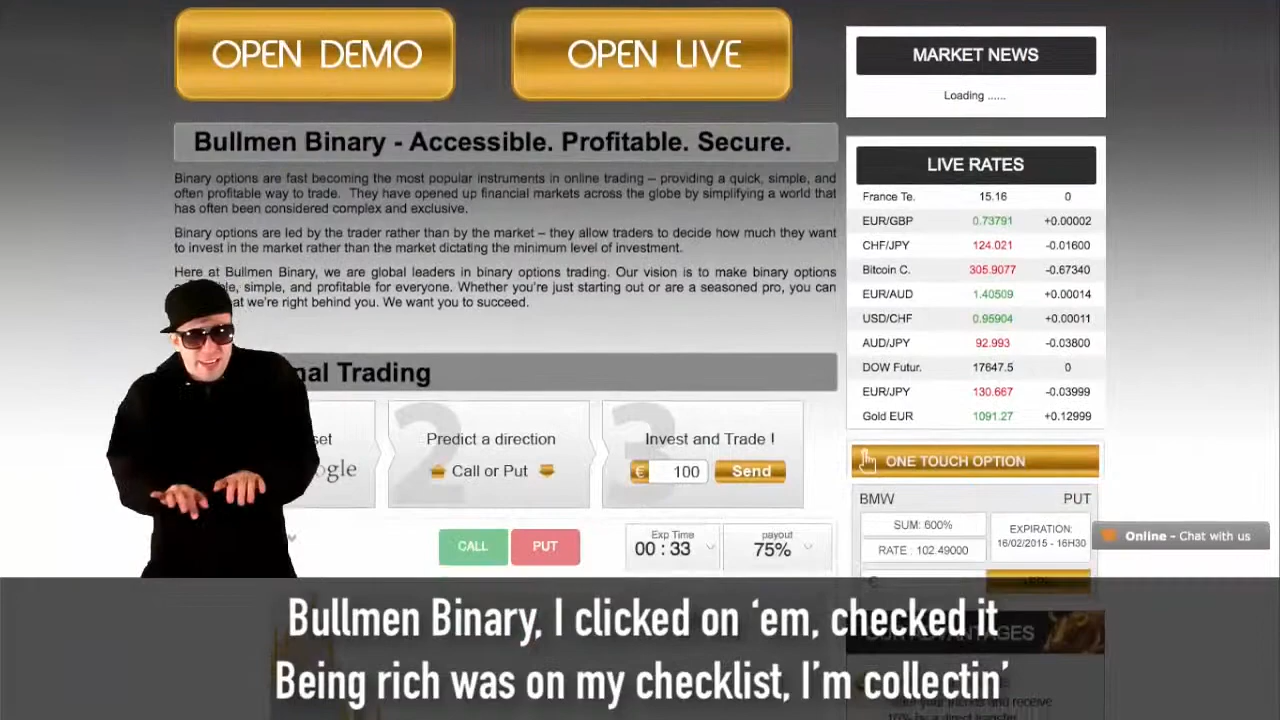 OPEN DEMO
OPEN LIVE
Bullmen Binary - Accessible. Profitable. Secure.
Binary options are fast becoming the most popular instruments in online trading – providing a quick, simple, and
often profitable way to trade. They have opened up financial markets across the globe by simplifying a world that
has often been considered complex and exclusive.
Binary options are led by the trader rather than by the market – they allow traders to decide how much they want
to invest in the market rather than the market dictating the minimum level of investment.
Here at Bullmen Binary, we are global leaders in binary options trading. Our vision is to make binary options
simple, and profitable for everyone. Whether you're just starting out or are a seasoned pro, you can
at we're right behind you. We want you to succeed.
nal Trading
set
ogle
2
Predict a direction
Call or Put
3
Invest and Trade !
€ 100 Send
CALL
PUT
Exp Time
00 : 33
payout
75%
MARKET NEWS
Loading ......
LIVE RATES
France Te. 15.16 0
EUR/GBP 0.73791 +0.00002
CHF/JPY 124.021 -0.01600
Bitcoin C. 305.9077 -0.67340
EUR/AUD 1.40509 +0.00014
USD/CHF 0.95904 +0.00011
AUD/JPY 92.993 -0.03800
DOW Futur. 17647.5 0
EUR/JPY 130.667 -0.03999
Gold EUR 1091.27 +0.12999
ONE TOUCH OPTION
BMW PUT
SUM: 600%
RATE : 102.49000
EXPIRATION:
16/02/2015 - 16H30
€
Online - Chat with us
OUR ADVANTAGES
Bullmen Binary, I clicked on ‘em, checked it
Being rich was on my checklist, I’m collectin’